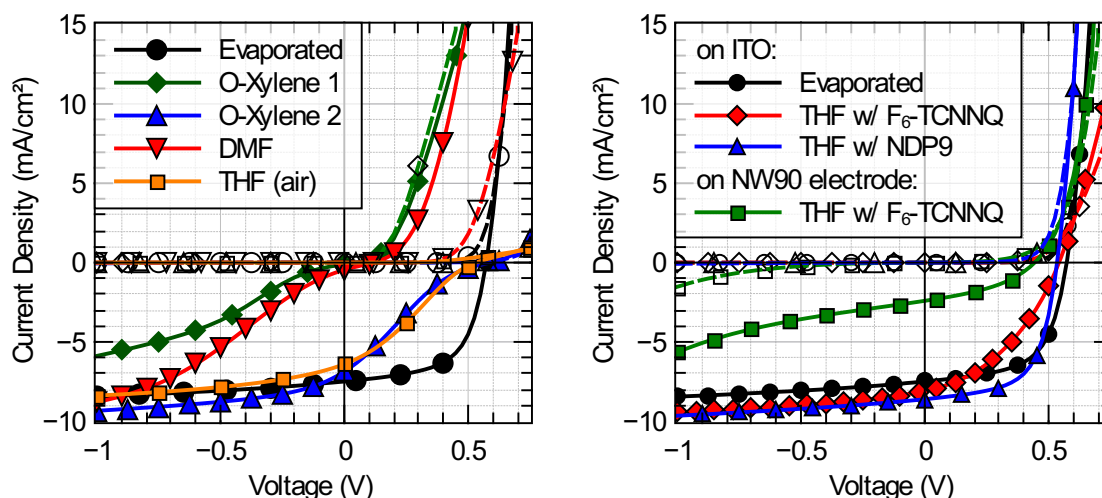 15
10
5
0
−5
−10
−1
−0.5
0
0.5
Current Density (mA/cm²)
Voltage (V)
Evaporated
O-Xylene 1
O-Xylene 2
DMF
THF (air)
15
10
5
0
−5
−10
−1
−0.5
0
0.5
Current Density (mA/cm²)
Voltage (V)
on ITO:
Evaporated
THF w/ F₆-TCNNQ
THF w/ NDP9
on NW90 electrode:
THF w/ F₆-TCNNQ